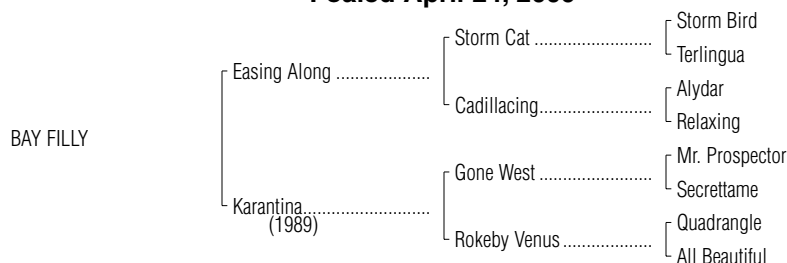 Foaled April 24,
Storm Bird
Storm Cat ........................
Terlingua
Easing Along ....................
Alydar
Cadillacing.......................
Relaxing
BAY FILLY
Mr. Prospector
Gone West .......................
Secrettame
Karantina..........................
(1989)
Quadrangle
Rokeby Venus ..................
All Beautiful